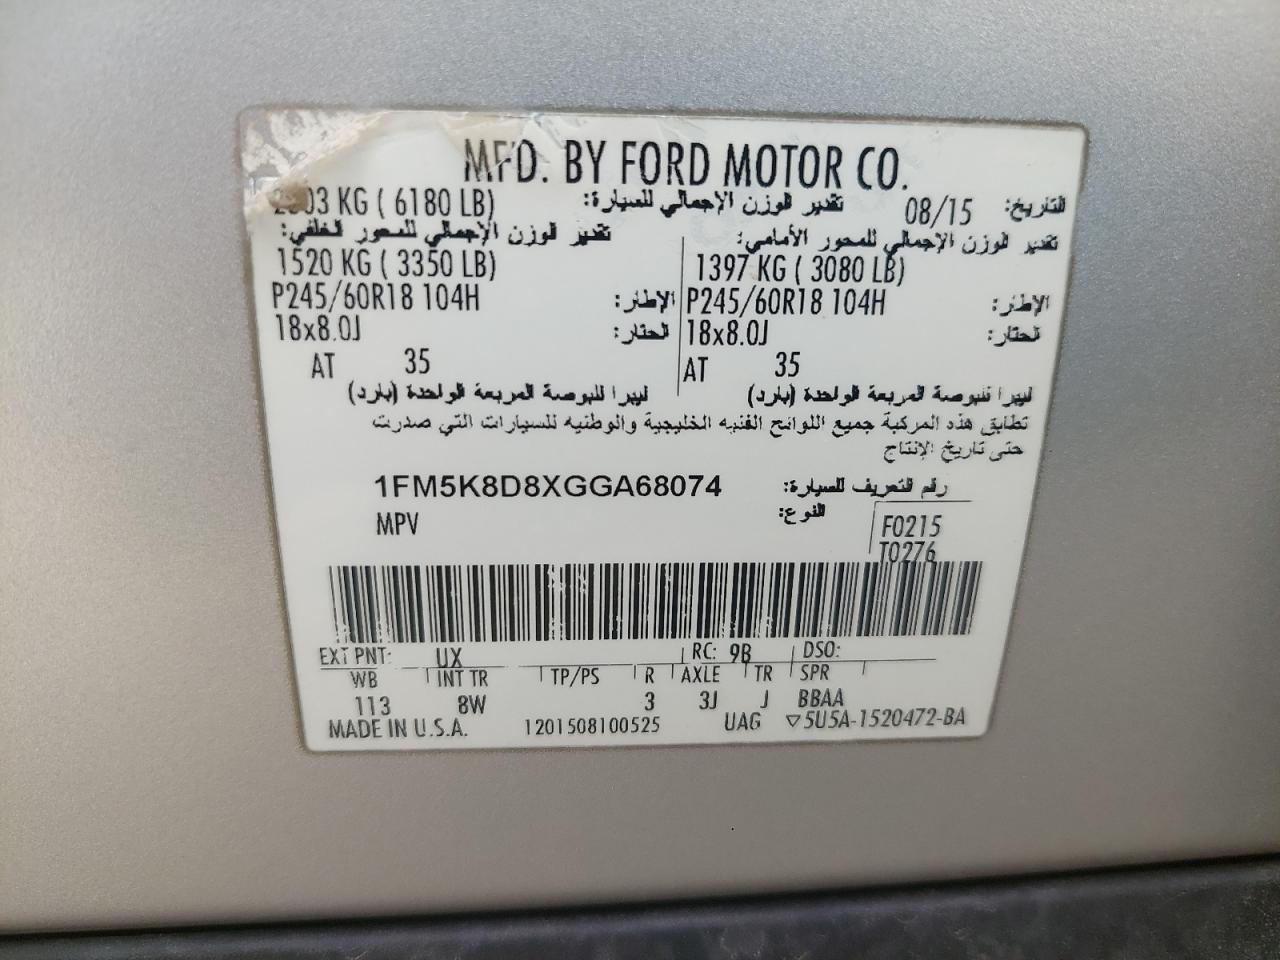 MFD. BY FORD MOTOR CO.
التاريخ: 08/15 تقدير الوزن الإجمالي للسيارة: KG ( 6180 LB)
تقدير الوزن الإجمالي للمحور الأمامي: تقدير الوزن الإجمالي للمحور الخلفي:
1520 KG ( 3350 LB) 1397 KG ( 3080 LB)
P245/60R18 104H الإطار: P245/60R18 104H الإطار:
18x8.0J الحتار: 18x8.0J الحتار:
AT 35 AT 35
ليبرا للبوصة المربعة الواحدة (بارد) ليبرا للبوصة المربعة الواحدة (بارد)
تطابق هذه المركبة جميع اللوائح الفنيه الخليجية والوطنيه للسيارات التي صدرت
حتى تاريخ الإنتاج
1FM5K8D8XGGA68074 رقم التعريف للسيارة:
MPV النوع:
F0215
T0276
EXT PNT: UX RC: 9B DSO:
WB INT TR TP/PS R AXLE TR SPR
113 8W 3 3J J BBAA
MADE IN U.S.A. 1201508100525 UAG ▽5U5A-1520472-BA